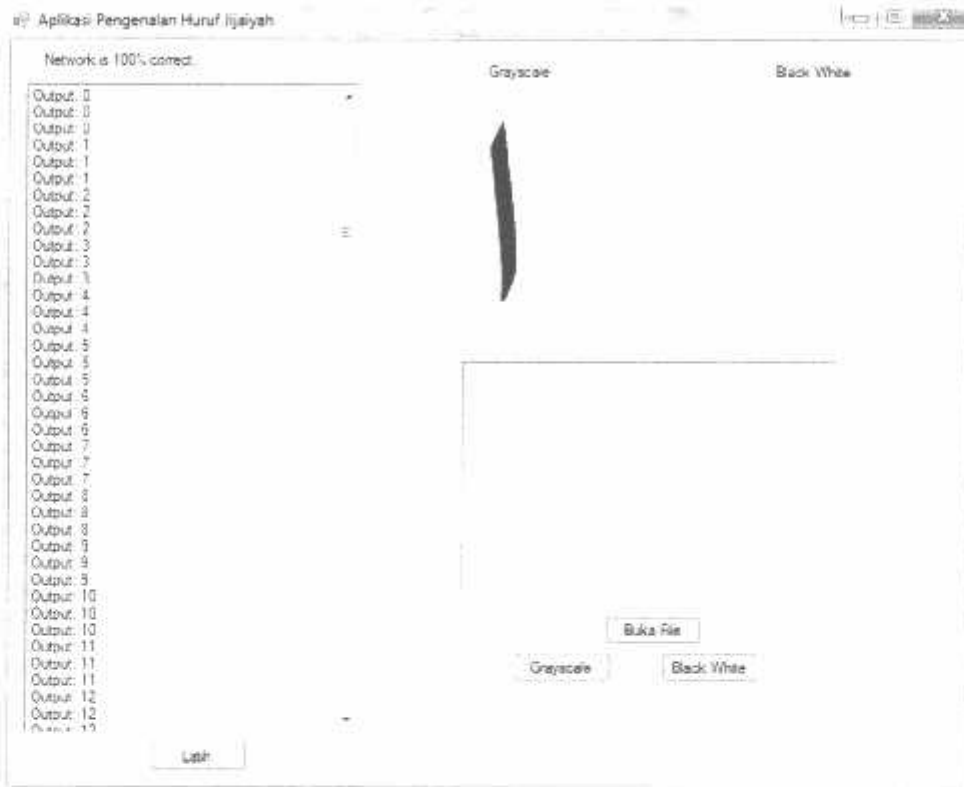 Aplikasi Pengenalan Huruf Hijaiyah
Network is 100% correct.
Output: 0
Output: 0
Output: 0
Output: 1
Output: 1
Output: 1
Output: 2
Output: 2
Output: 2
Output: 3
Output: 3
Output: 3
Output: 4
Output: 4
Output: 4
Output: 5
Output: 5
Output: 5
Output: 6
Output: 6
Output: 6
Output: 7
Output: 7
Output: 7
Output: 8
Output: 8
Output: 8
Output: 9
Output: 9
Output: 9
Output: 10
Output: 10
Output: 10
Output: 11
Output: 11
Output: 11
Output: 12
Output: 12
Output: 12
Latih
Grayscale
Black White
ا
Buka File
Grayscale
Black White